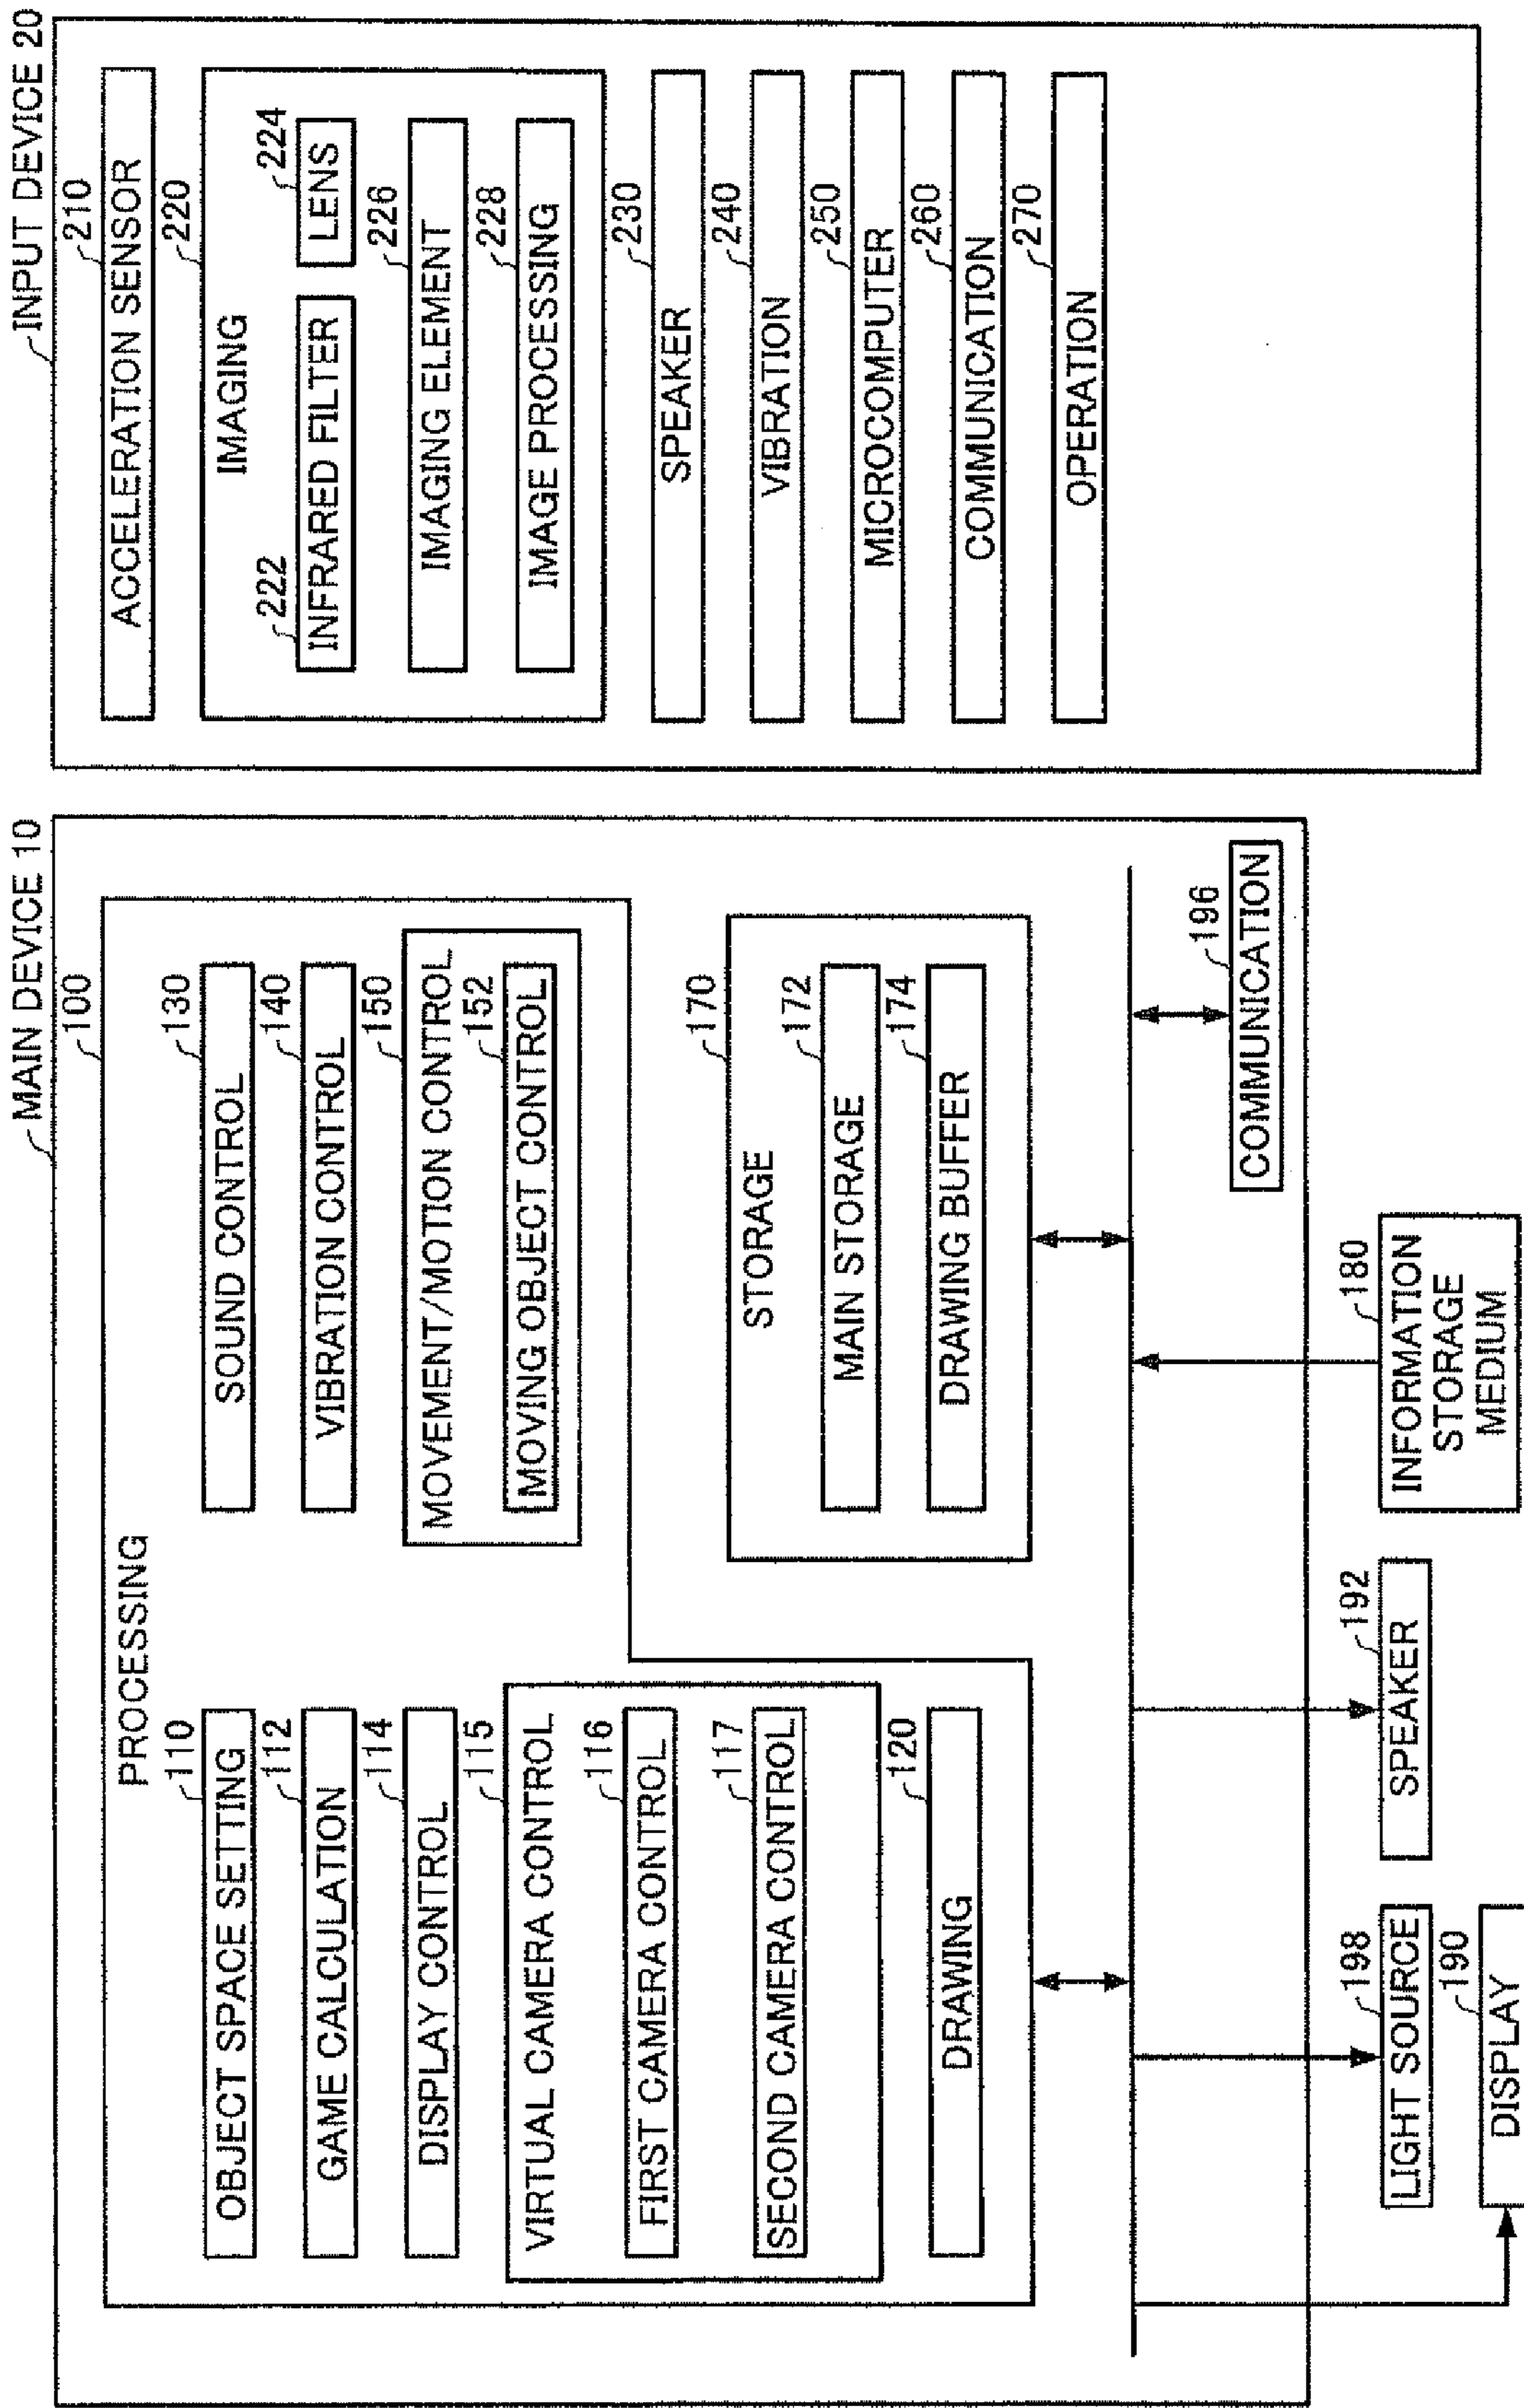 MAIN DEVICE 10
100
PROCESSING
110
OBJECT SPACE SETTING
112
GAME CALCULATION
114
DISPLAY CONTROL
115
VIRTUAL CAMERA CONTROL
116
FIRST CAMERA CONTROL
117
SECOND CAMERA CONTROL
120
DRAWING
130
SOUND CONTROL
140
VIBRATION CONTROL
150
MOVEMENT/MOTION CONTROL
152
MOVING OBJECT CONTROL
170
STORAGE
172
MAIN STORAGE
174
DRAWING BUFFER
196
COMMUNICATION
198
LIGHT SOURCE
190
DISPLAY
192
SPEAKER
180
INFORMATION
STORAGE
MEDIUM
INPUT DEVICE 20
210
ACCELERATION SENSOR
220
IMAGING
222
INFRARED FILTER
224
LENS
226
IMAGING ELEMENT
228
IMAGE PROCESSING
230
SPEAKER
240
VIBRATION
250
MICROCOMPUTER
260
COMMUNICATION
270
OPERATION